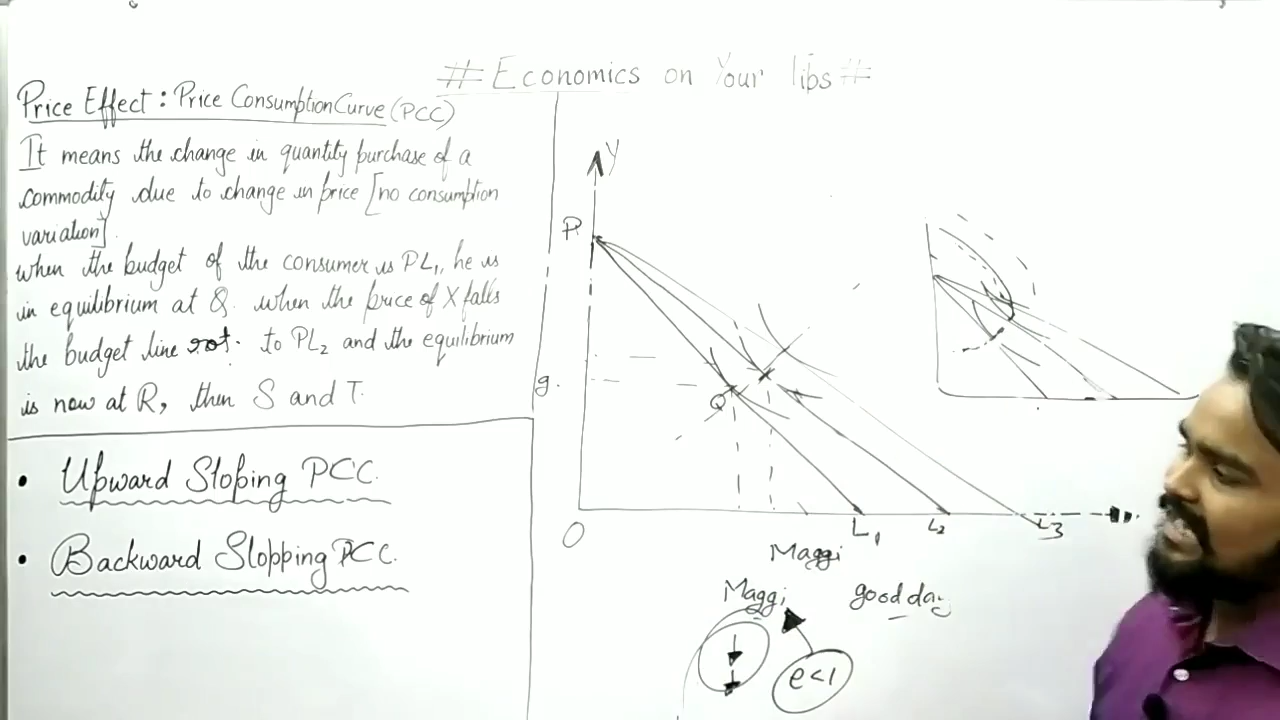 # Economics on Your libs #
Price Effect : Price Consumption Curve (PCC)
It means the change in quantity purchase of a
commodity due to change in price [no consumption
variation].
when the budget of the consumer is PL1, he is
in equilibrium at Q. when the price of X falls
the budget line rot. to PL2 and the equilibrium
is now at R, then S and T.
• Upward Sloping PCC.
• Backward Slopping PCC.
Y
P
g.
Q
O
L1
L2
L3
Maggi
Maggi
good day
e<1